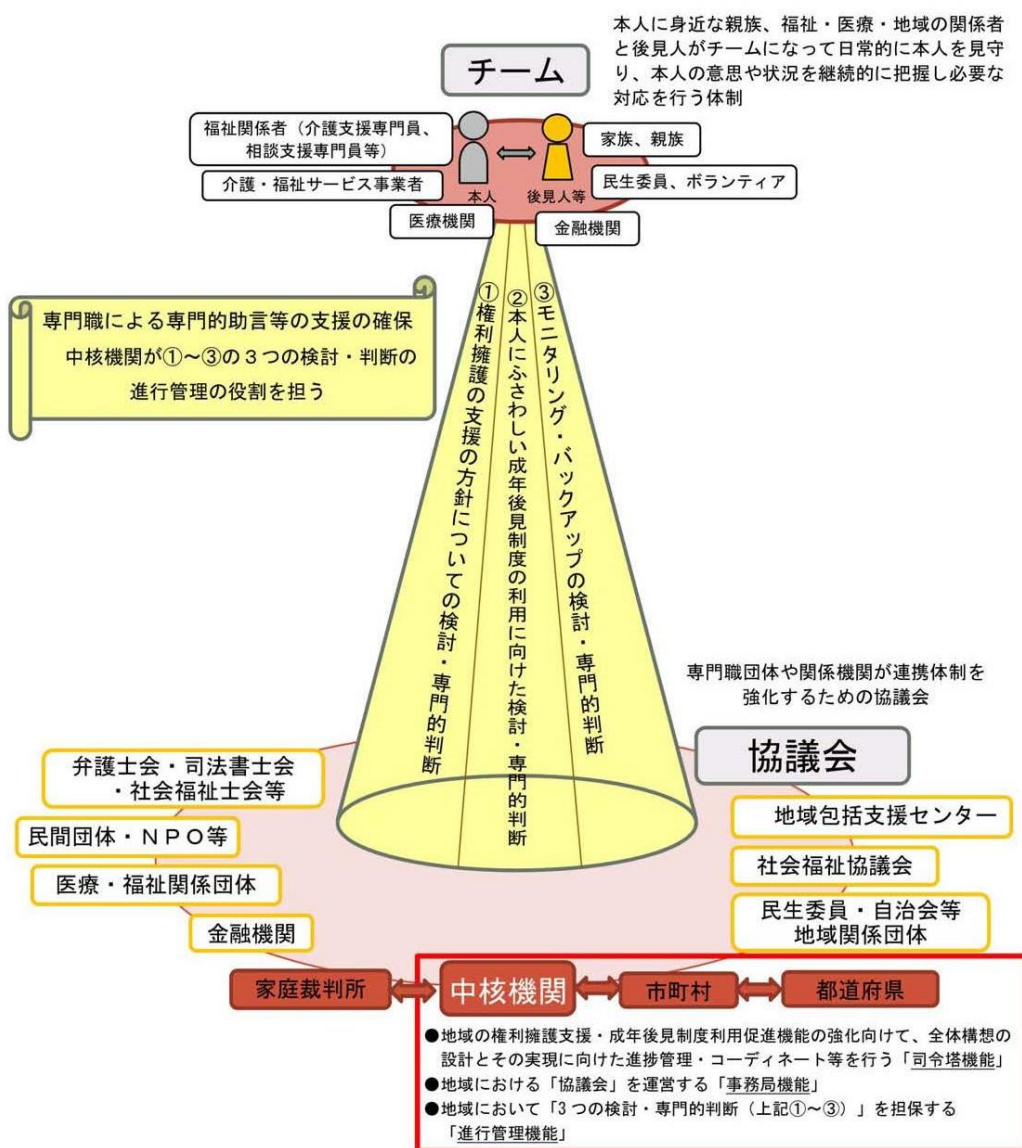 本人に身近な親族、福祉・医療・地域の関係者
と後見人がチームになって日常的に本人を見守
り、本人の意思や状況を継続的に把握し必要な
対応を行う体制
チーム
福祉関係者（介護支援専門員、
相談支援専門員等）
介護・福祉サービス事業者
医療機関
本人
後見人等
家族、親族
民生委員、ボランティア
金融機関
専門職による専門的助言等の支援の確保
中核機関が①～③の３つの検討・判断の
進行管理の役割を担う
①権利擁護の支援の方針についての検討・専門的判断
②本人にふさわしい成年後見制度の利用に向けた検討・専門的判断
③モニタリング・バックアップの検討・専門的判断
専門職団体や関係機関が連携体制を
強化するための協議会
協議会
弁護士会・司法書士会
・社会福祉士会等
民間団体・ＮＰＯ等
医療・福祉関係団体
金融機関
地域包括支援センター
社会福祉協議会
民生委員・自治会等
地域関係団体
家庭裁判所
中核機関
市町村
都道府県
●地域の権利擁護支援・成年後見制度利用促進機能の強化向けて、全体構想の
設計とその実現に向けた進捗管理・コーディネート等を行う「司令塔機能」
●地域における「協議会」を運営する「事務局機能」
●地域において「3つの検討・専門的判断（上記①～③）」を担保する
「進行管理機能」